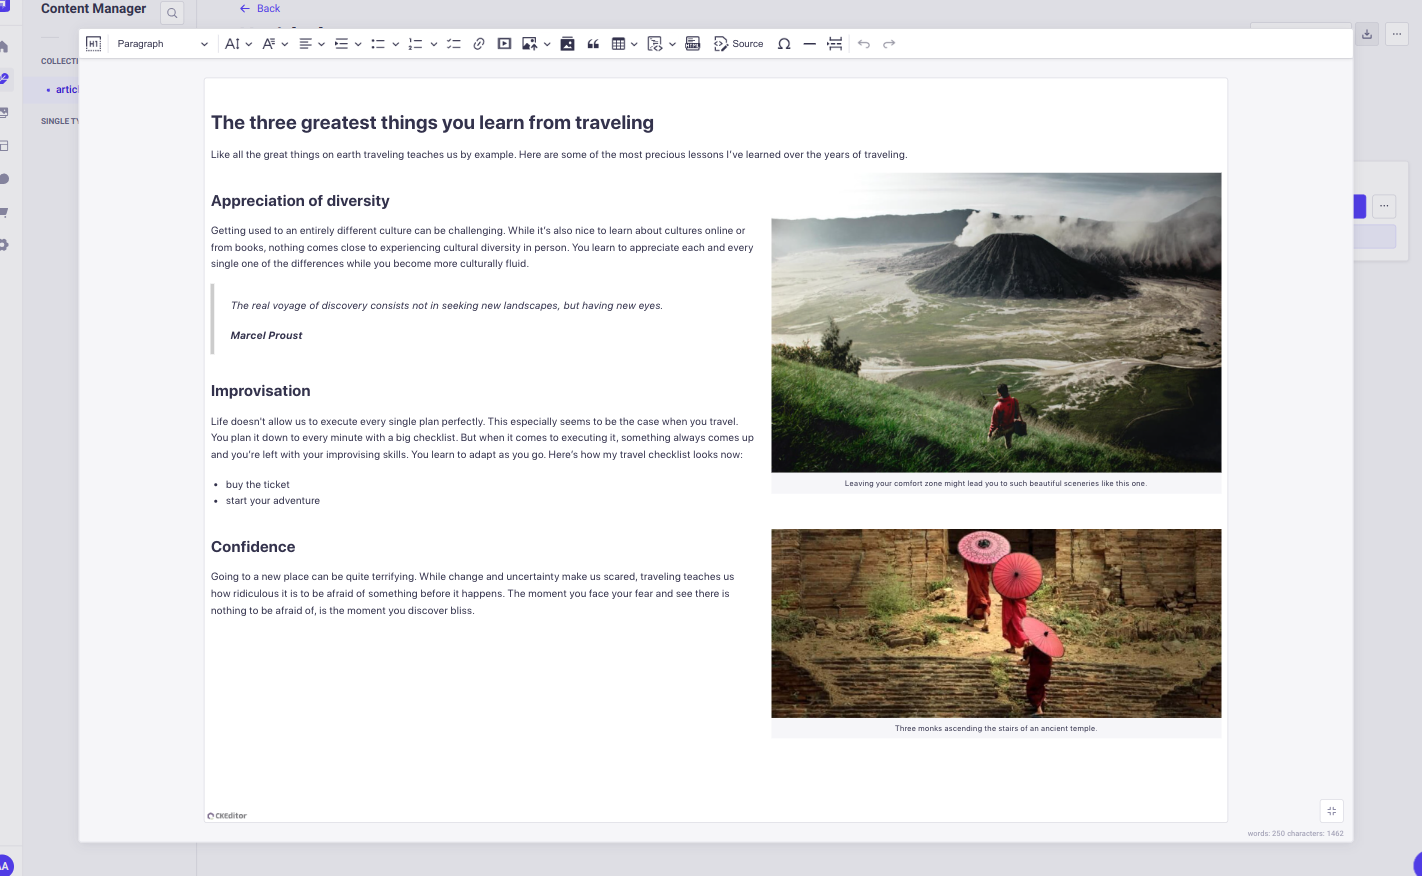 Content Manager
Back
COLLECTI
artic
SINGLE TY
H1
Paragraph
Source
The three greatest things you learn from traveling
Like all the great things on earth traveling teaches us by example. Here are some of the most precious lessons I've learned over the years of traveling.
Appreciation of diversity
Getting used to an entirely different culture can be challenging. While it's also nice to learn about cultures online or
from books, nothing comes close to experiencing cultural diversity in person. You learn to appreciate each and every
single one of the differences while you become more culturally fluid.
The real voyage of discovery consists not in seeking new landscapes, but having new eyes.
Marcel Proust
Improvisation
Life doesn't allow us to execute every single plan perfectly. This especially seems to be the case when you travel.
You plan it down to every minute with a big checklist. But when it comes to executing it, something always comes up
and you're left with your improvising skills. You learn to adapt as you go. Here's how my travel checklist looks now:
• buy the ticket
• start your adventure
Leaving your comfort zone might lead you to such beautiful sceneries like this one.
Confidence
Going to a new place can be quite terrifying. While change and uncertainty make us scared, traveling teaches us
how ridiculous it is to be afraid of something before it happens. The moment you face your fear and see there is
nothing to be afraid of, is the moment you discover bliss.
Three monks ascending the stairs of an ancient temple.
CKEditor
words: 250 characters: 1462